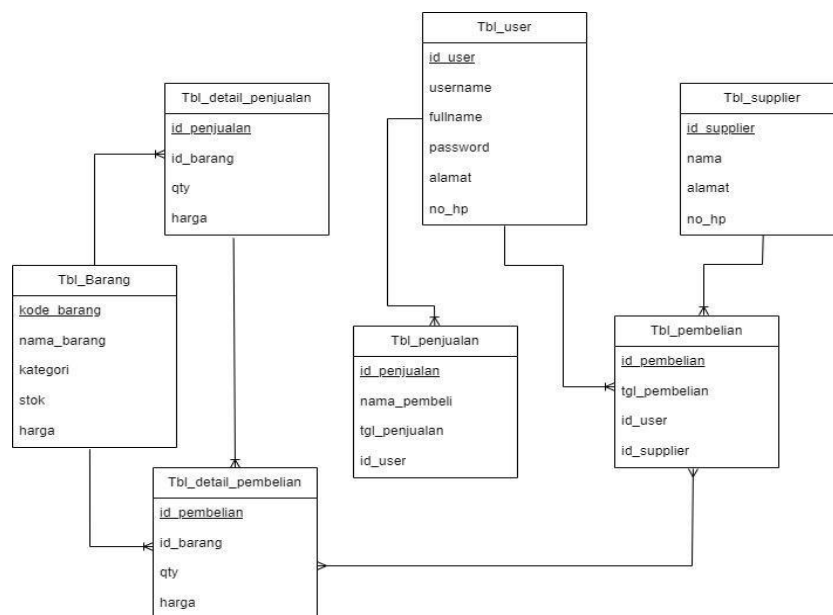 Tbl_user
id_user
username
fullname
password
alamat
no_hp
Tbl_detail_penjualan
id_penjualan
id_barang
qty
harga
Tbl_supplier
id_supplier
nama
alamat
no_hp
Tbl_Barang
kode_barang
nama_barang
kategori
stok
harga
Tbl_penjualan
id_penjualan
nama_pembeli
tgl_penjualan
id_user
Tbl_pembelian
id_pembelian
tgl_pembelian
id_user
id_supplier
Tbl_detail_pembelian
id_pembelian
id_barang
qty
harga